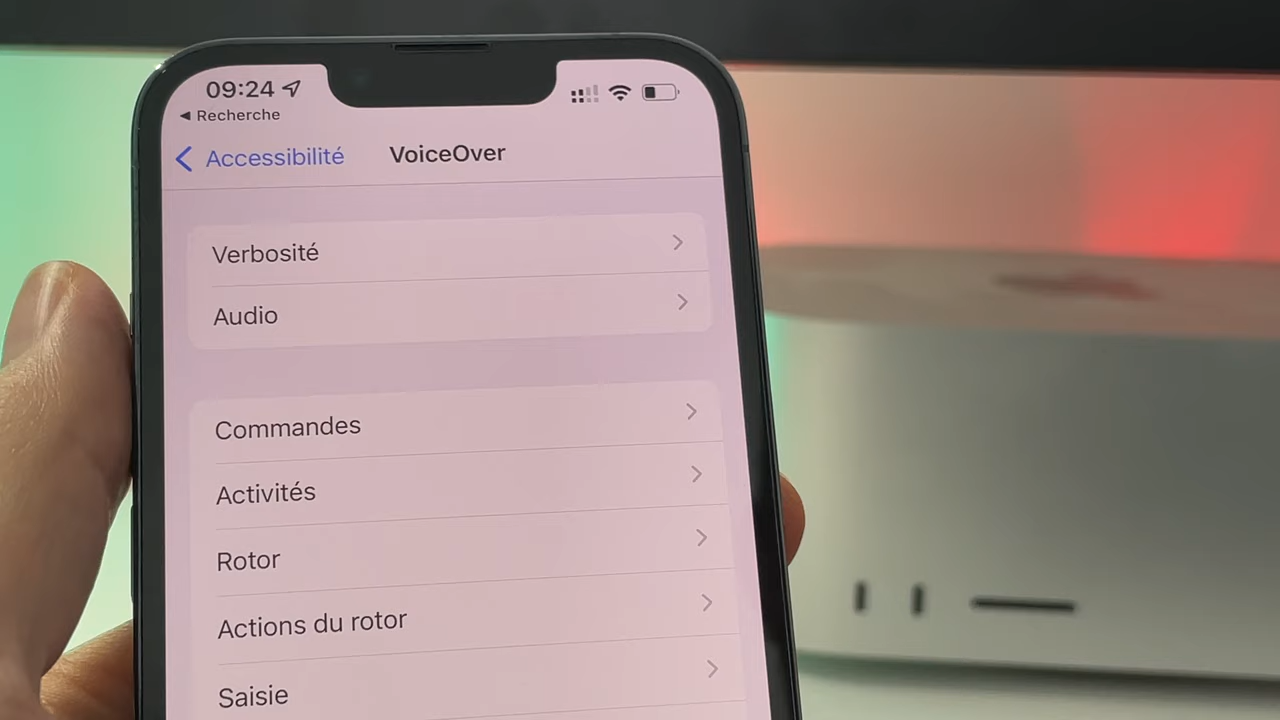 09:24
◀ Recherche
Accessibilité VoiceOver
Verbosité
Audio
Commandes
Activités
Rotor
Actions du rotor
Saisie